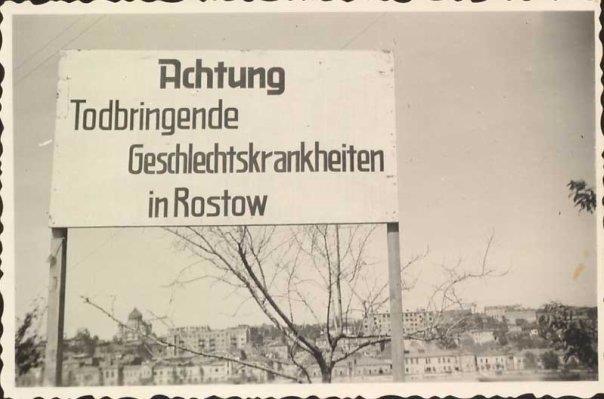 Achtung
Todbringende
Geschlechtskrankheiten
in Rostow